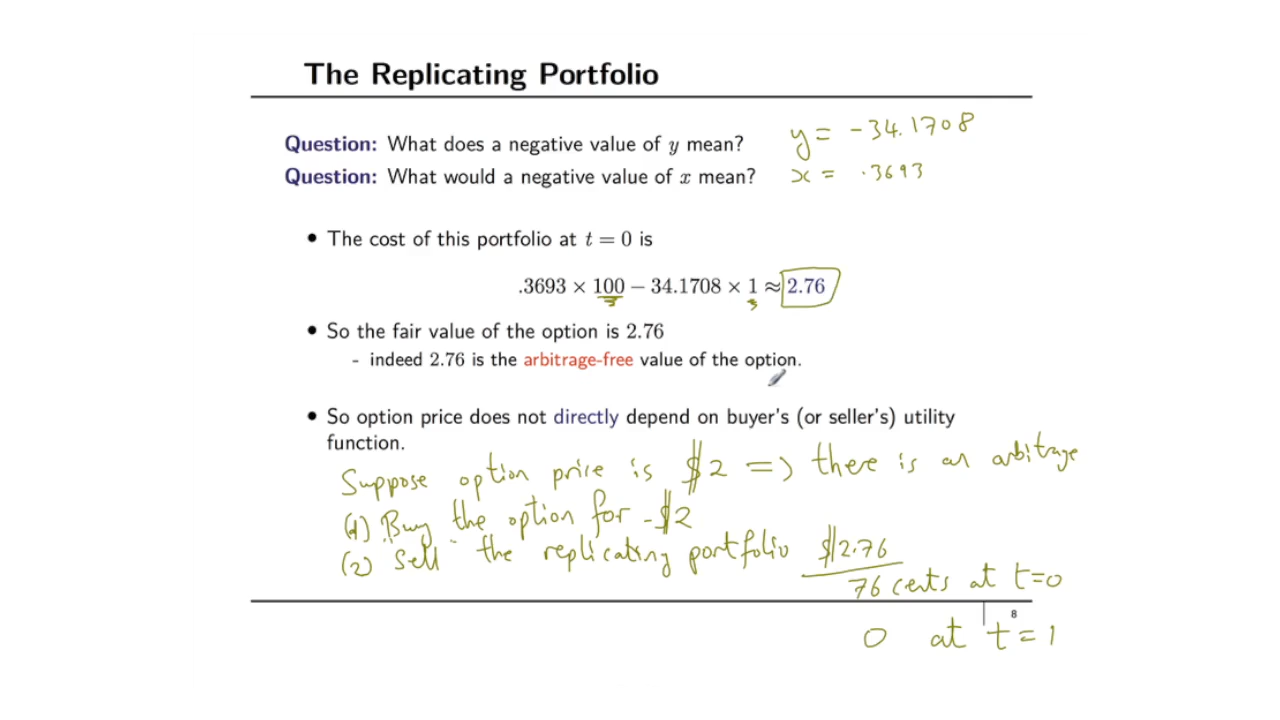 The Replicating Portfolio
Question: What does a negative value of y mean? y = -34.1708
Question: What would a negative value of x mean? x = .3693
• The cost of this portfolio at t = 0 is
.3693 × 100 − 34.1708 × 1 ≈ 2.76
• So the fair value of the option is 2.76
- indeed 2.76 is the arbitrage-free value of the option.
• So option price does not directly depend on buyer's (or seller's) utility
function.
Suppose option price is $2 => there is an arbitrage
(1) Buy the option for -$2
(2) "Sell" the replicating portfolio $2.76
76 cents at t=0
8
0 at t=1